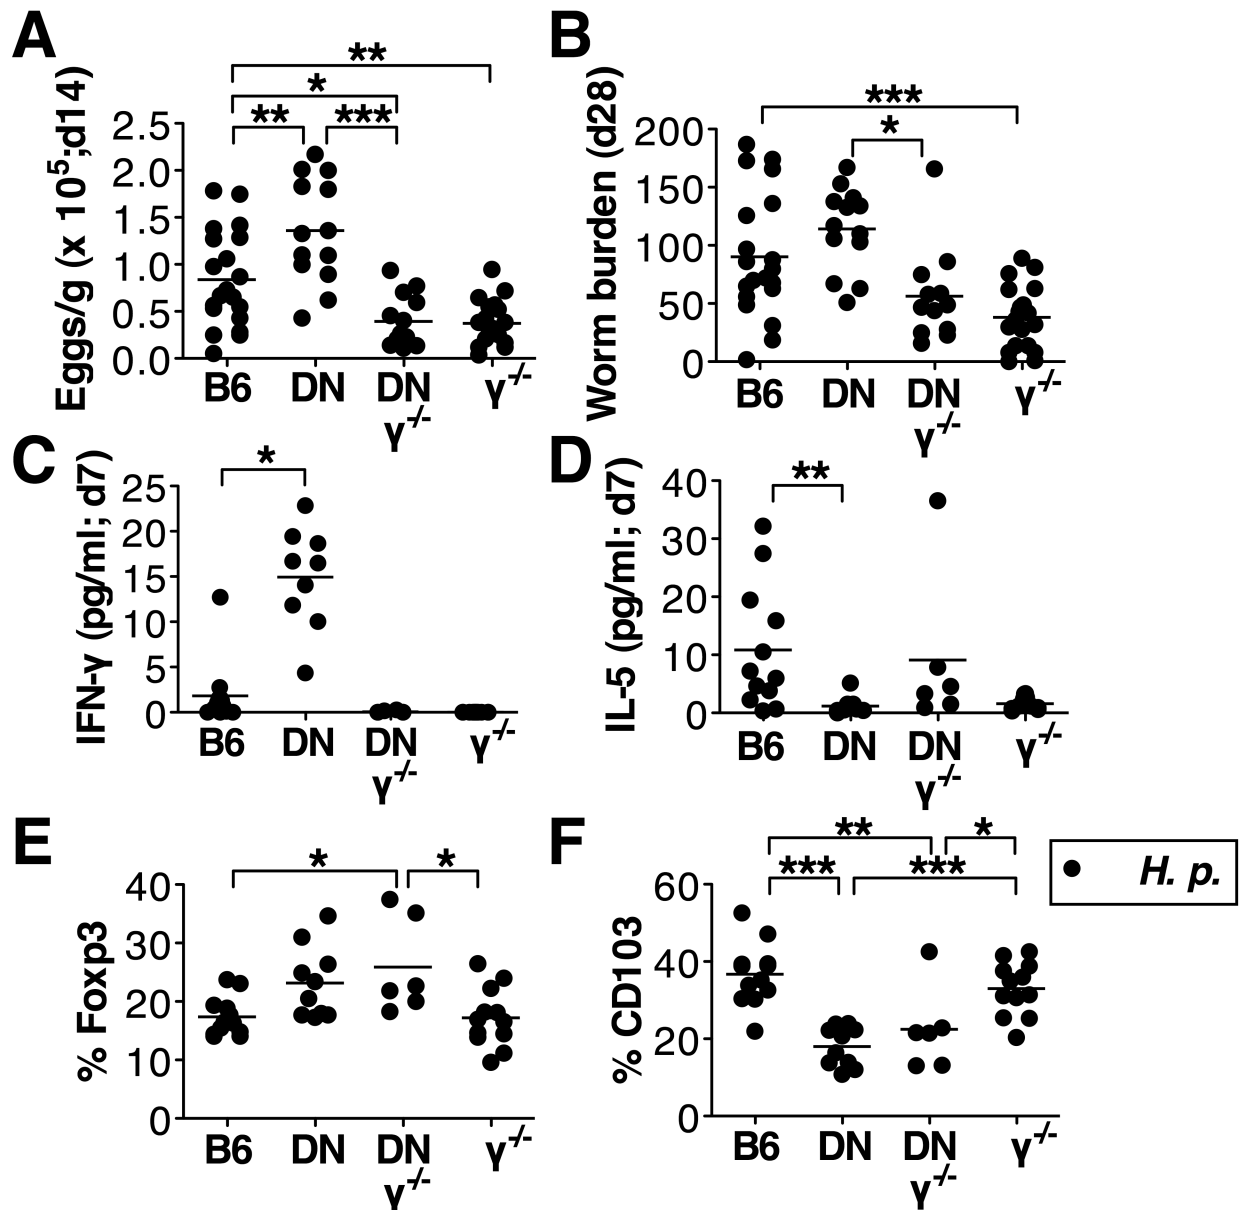 A
Eggs/g (x 10⁵;d14)
**
*
** ***
2.5
2.0
1.5
1.0
0.5
0.0
B6 DN DN γ-/-
γ-/-
B
Worm burden (d28)
***
*
200
150
100
50
0
B6 DN DN γ-/-
γ-/-
C
IFN-γ (pg/ml; d7)
*
25
20
15
10
5
0
B6 DN DN γ-/-
γ-/-
D
IL-5 (pg/ml; d7)
**
40
30
20
10
0
B6 DN DN γ-/-
γ-/-
E
% Foxp3
* *
40
30
20
10
0
B6 DN DN γ-/-
γ-/-
F
% CD103
** *
*** ***
60
40
20
0
B6 DN DN γ-/-
γ-/-
H. p.